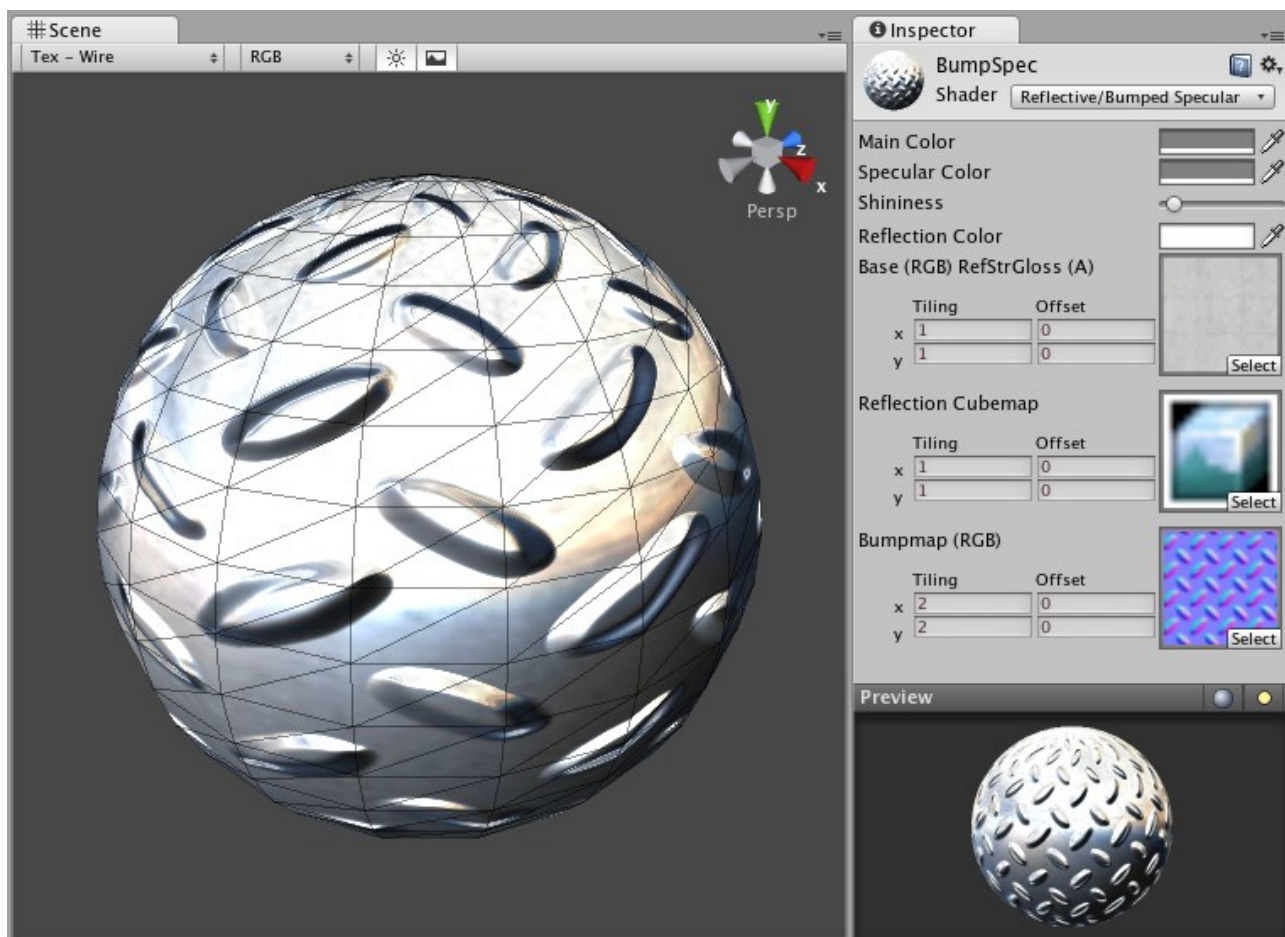 Scene
Tex – Wire
RGB
y
z
x
Persp
Inspector
BumpSpec
Shader Reflective/Bumped Specular
Main Color
Specular Color
Shininess
Reflection Color
Base (RGB) RefStrGloss (A)
Tiling Offset
x 1 0
y 1 0
Select
Reflection Cubemap
Tiling Offset
x 1 0
y 1 0
Select
Bumpmap (RGB)
Tiling Offset
x 2 0
y 2 0
Select
Preview